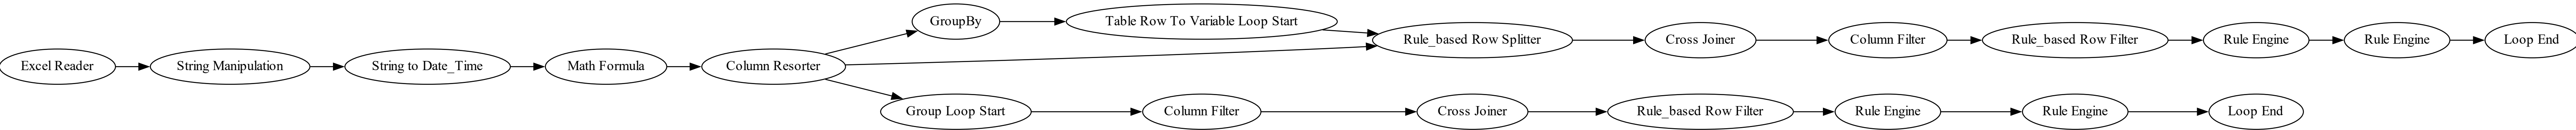 Excel Reader
String Manipulation
String to Date_Time
Math Formula
Column Resorter
GroupBy
Table Row To Variable Loop Start
Rule_based Row Splitter
Cross Joiner
Column Filter
Rule_based Row Filter
Rule Engine
Rule Engine
Loop End
Group Loop Start
Column Filter
Cross Joiner
Rule_based Row Filter
Rule Engine
Rule Engine
Loop End